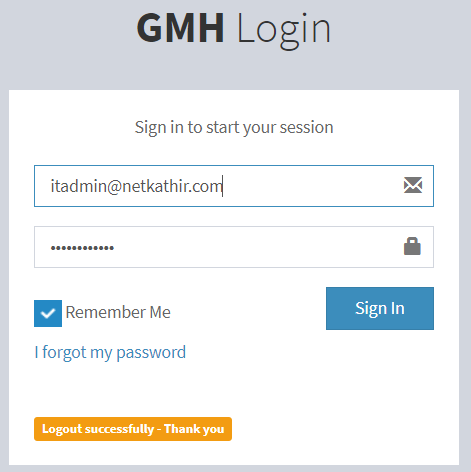 GMH Login
Sign in to start your session
itadmin@netkathir.com
••••••••••••
Remember Me
Sign In
I forgot my password
Logout successfully - Thank you